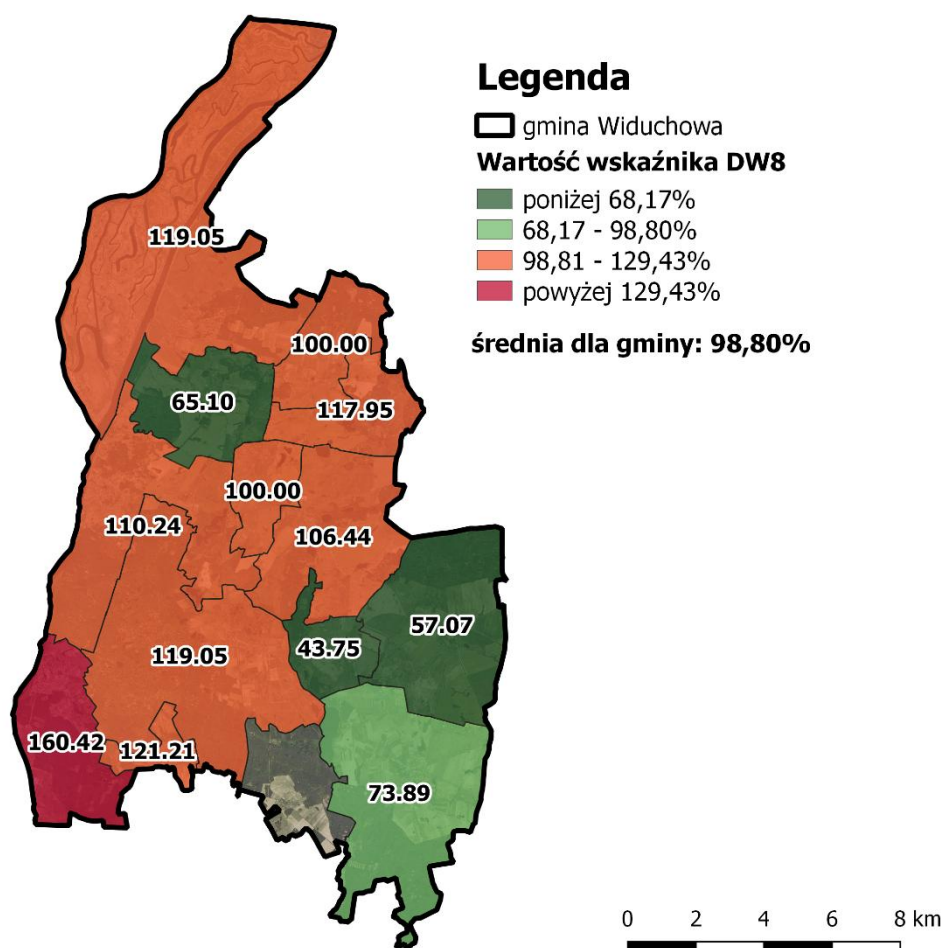 Legenda
gmina Widuchowa
Wartość wskaźnika DW8
poniżej 68,17%
68,17 - 98,80%
98,81 - 129,43%
powyżej 129,43%
średnia dla gminy: 98,80%
119.05
100.00
65.10
117.95
100.00
110.24
106.44
57.07
43.75
119.05
160.42
121.21
73.89
0 2 4 6 8 km